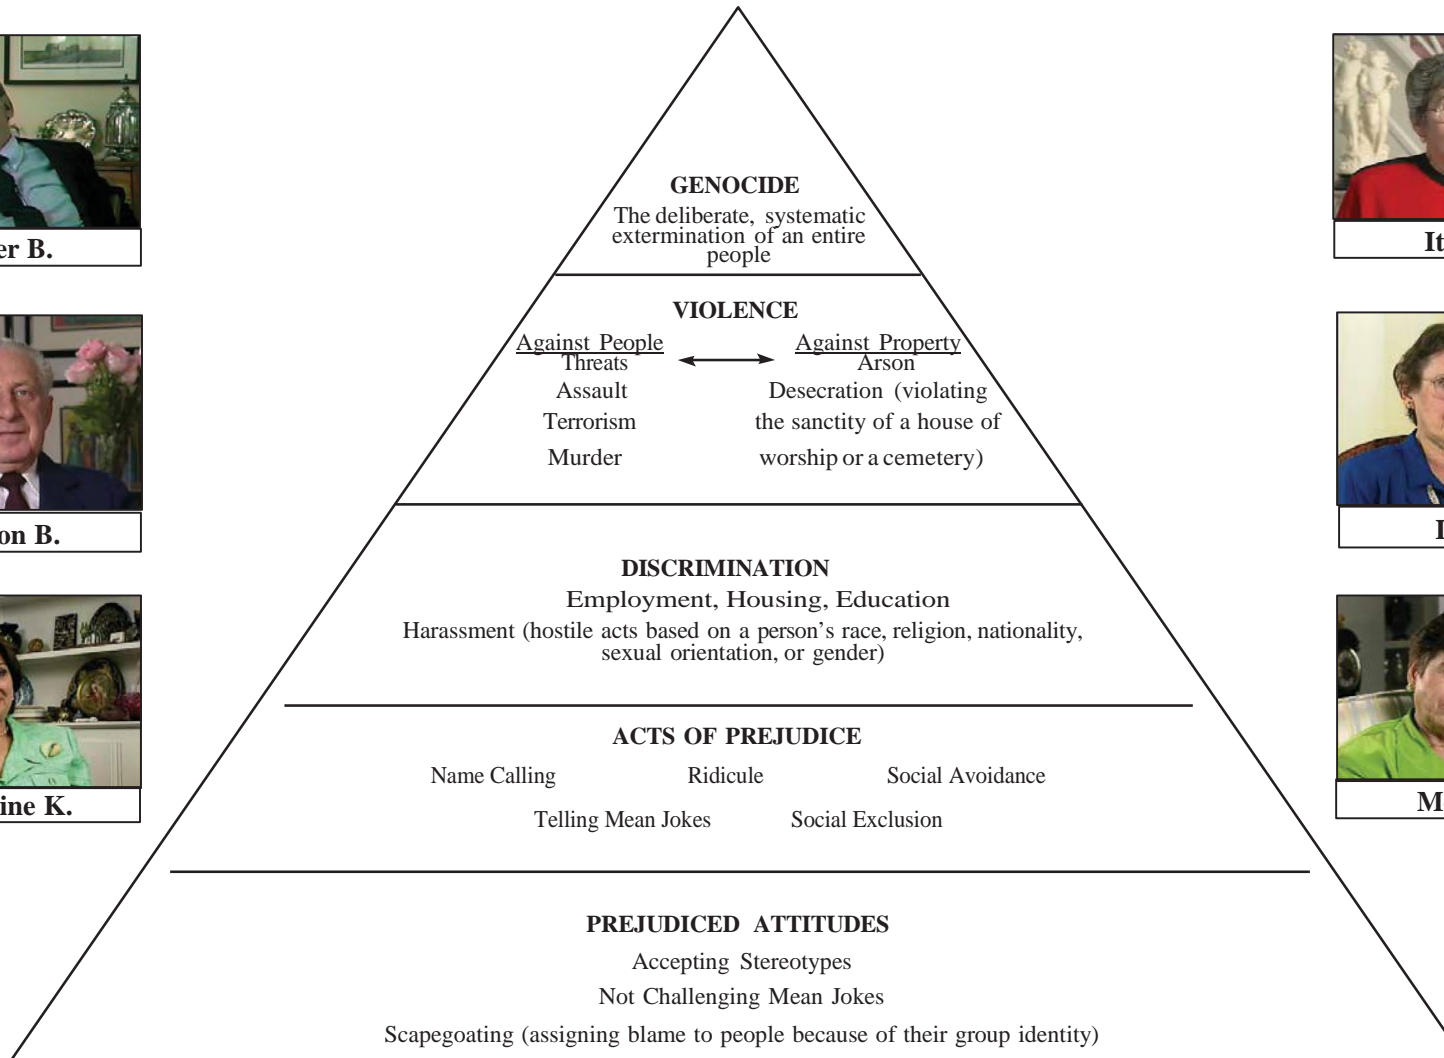 GENOCIDE
The deliberate, systematic
extermination of an entire
people
VIOLENCE
Against People
Against Property
Threats
Arson
Assault
Desecration (violating
Terrorism
the sanctity of a house of
Murder
worship or a cemetery)
DISCRIMINATION
Employment, Housing, Education
Harassment (hostile acts based on a person's race, religion, nationality,
sexual orientation, or gender)
ACTS OF PREJUDICE
Name Calling Ridicule Social Avoidance
Telling Mean Jokes Social Exclusion
PREJUDICED ATTITUDES
Accepting Stereotypes
Not Challenging Mean Jokes
Scapegoating (assigning blame to people because of their group identity)
er B.
on B.
ine K.
It
I
M